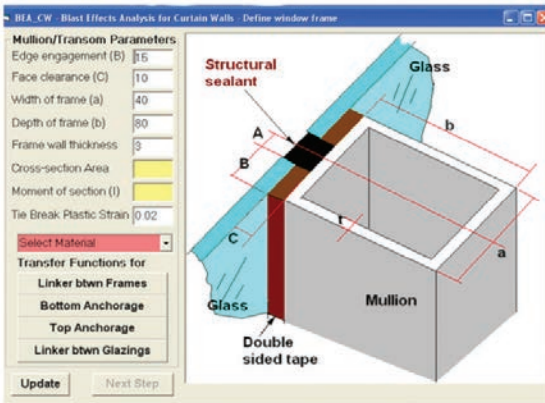 BEA_CW - Blast Effects Analysis for Curtain Walls - Define window frame
Mullion/Transom Parameters
Edge engagement (B) 15
Face clearance (C) 10
Width of frame (a) 40
Depth of frame (b) 80
Frame wall thickness 3
Cross-section Area
Moment of section (I)
Tie Break Plastic Strain 0.02
Select Material
Transfer Functions for
Linker btwn Frames
Bottom Anchorage
Top Anchorage
Linker btwn Glazings
Update
Next Step
Structural
sealant
Glass
A
b
B
C
t
a
Glass
Mullion
Double
sided tape